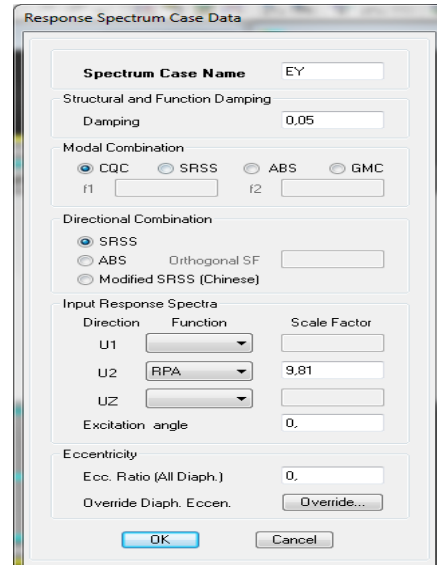 Response Spectrum Case Data
Spectrum Case Name EY
Structural and Function Damping
Damping 0,05
Modal Combination
CQC SRSS ABS GMC
f1 f2
Directional Combination
SRSS
ABS Orthogonal SF
Modified SRSS (Chinese)
Input Response Spectra
Direction Function Scale Factor
U1
U2 RPA 9,81
UZ
Excitation angle 0,
Eccentricity
Ecc. Ratio (All Diaph.) 0,
Override Diaph. Eccen. Override...
OK Cancel